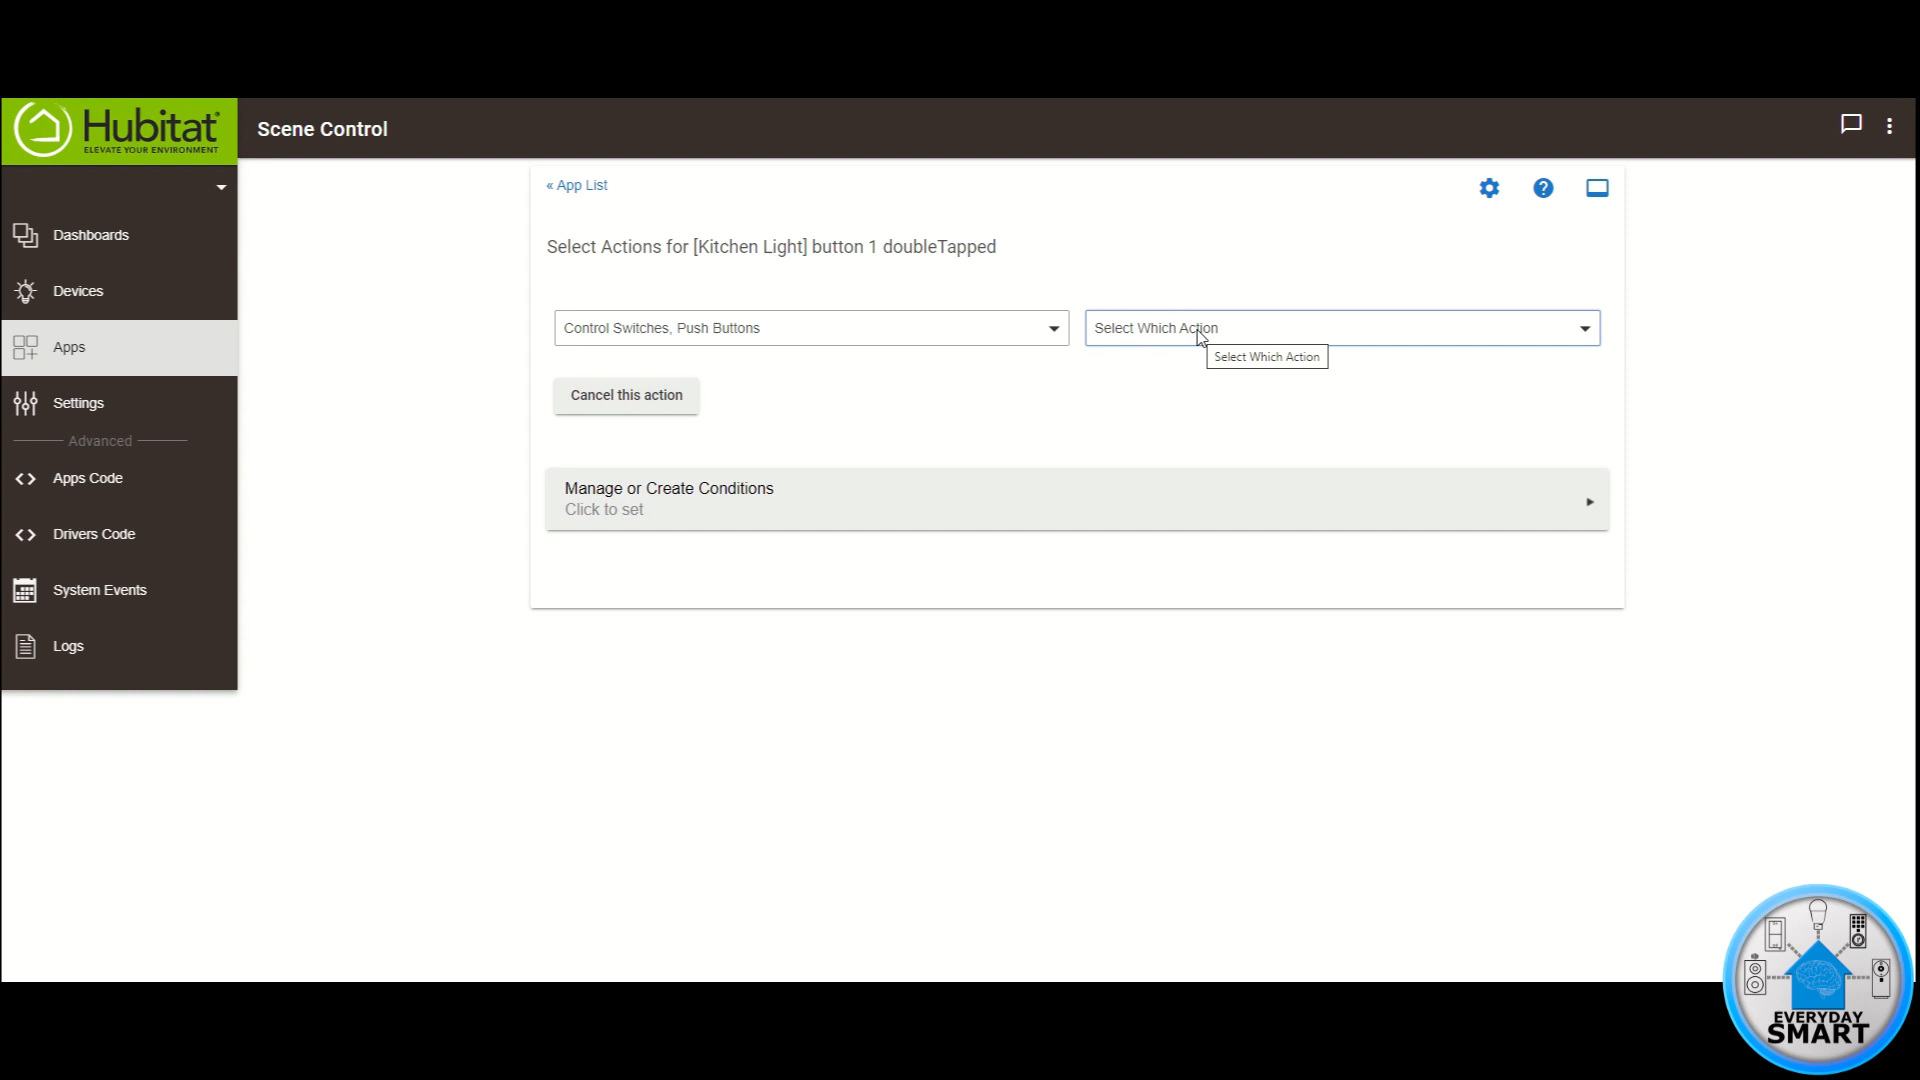 Hubitat®
ELEVATE YOUR ENVIRONMENT
Scene Control
Dashboards
Devices
Apps
Settings
Advanced
Apps Code
Drivers Code
System Events
Logs
« App List
Select Actions for [Kitchen Light] button 1 doubleTapped
Control Switches, Push Buttons
Select Which Action
Select Which Action
Cancel this action
Manage or Create Conditions
Click to set
EVERYDAY
SMART